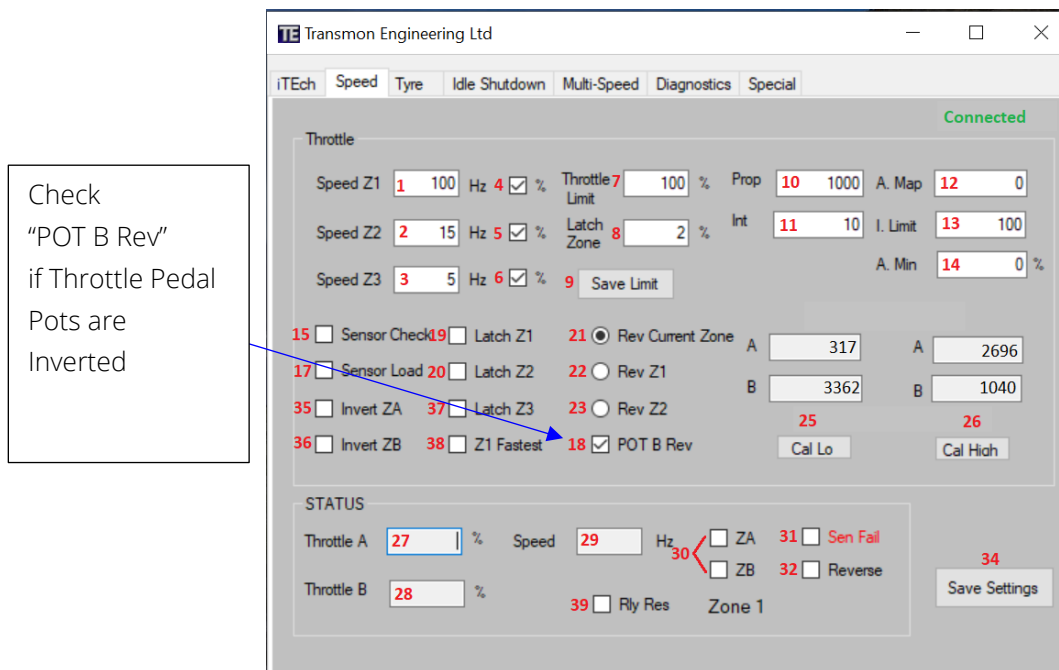 TE Transmon Engineering Ltd
iTEch Speed Tyre Idle Shutdown Multi-Speed Diagnostics Special
Connected
Check
“POT B Rev”
if Throttle Pedal
Pots are
Inverted
Throttle
Speed Z1 1 100 Hz 4 % Throttle Limit 7 100 % Prop 10 1000 A. Map 12 0
Speed Z2 2 15 Hz 5 % Latch Zone 8 2 % Int 11 10 I. Limit 13 100
Speed Z3 3 5 Hz 6 % 9 Save Limit A. Min 14 0 %
15 Sensor Check 19 Latch Z1 21 Rev Current Zone A 317 A 2696
17 Sensor Load 20 Latch Z2 22 Rev Z1 B 3362 B 1040
35 Invert ZA 37 Latch Z3 23 Rev Z2 25 26
36 Invert ZB 38 Z1 Fastest 18 POT B Rev Cal Lo Cal High
STATUS
Throttle A 27 % Speed 29 Hz 30 ZA 31 Sen Fail
ZB 32 Reverse 34
Throttle B 28 % 39 Rly Res Zone 1 Save Settings